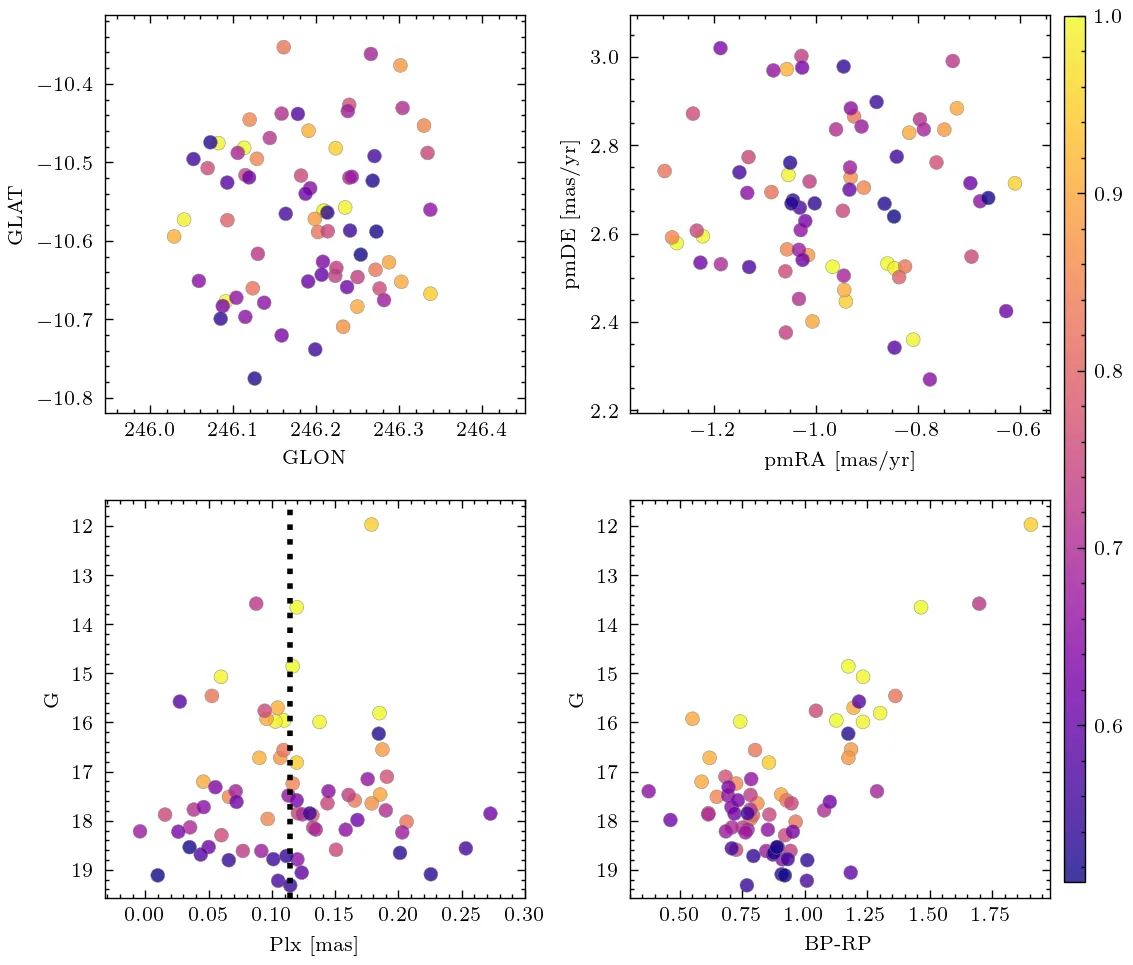 −10.4
−10.5
−10.6
−10.7
−10.8
GLAT
246.0 246.1 246.2 246.3 246.4
GLON
3.0
2.8
2.6
2.4
2.2
pmDE [mas/yr]
−1.2 −1.0 −0.8 −0.6
pmRA [mas/yr]
12
13
14
15
16
17
18
19
G
0.00 0.05 0.10 0.15 0.20 0.25 0.30
Plx [mas]
12
13
14
15
16
17
18
19
G
0.50 0.75 1.00 1.25 1.50 1.75
BP-RP
1.0
0.9
0.8
0.7
0.6